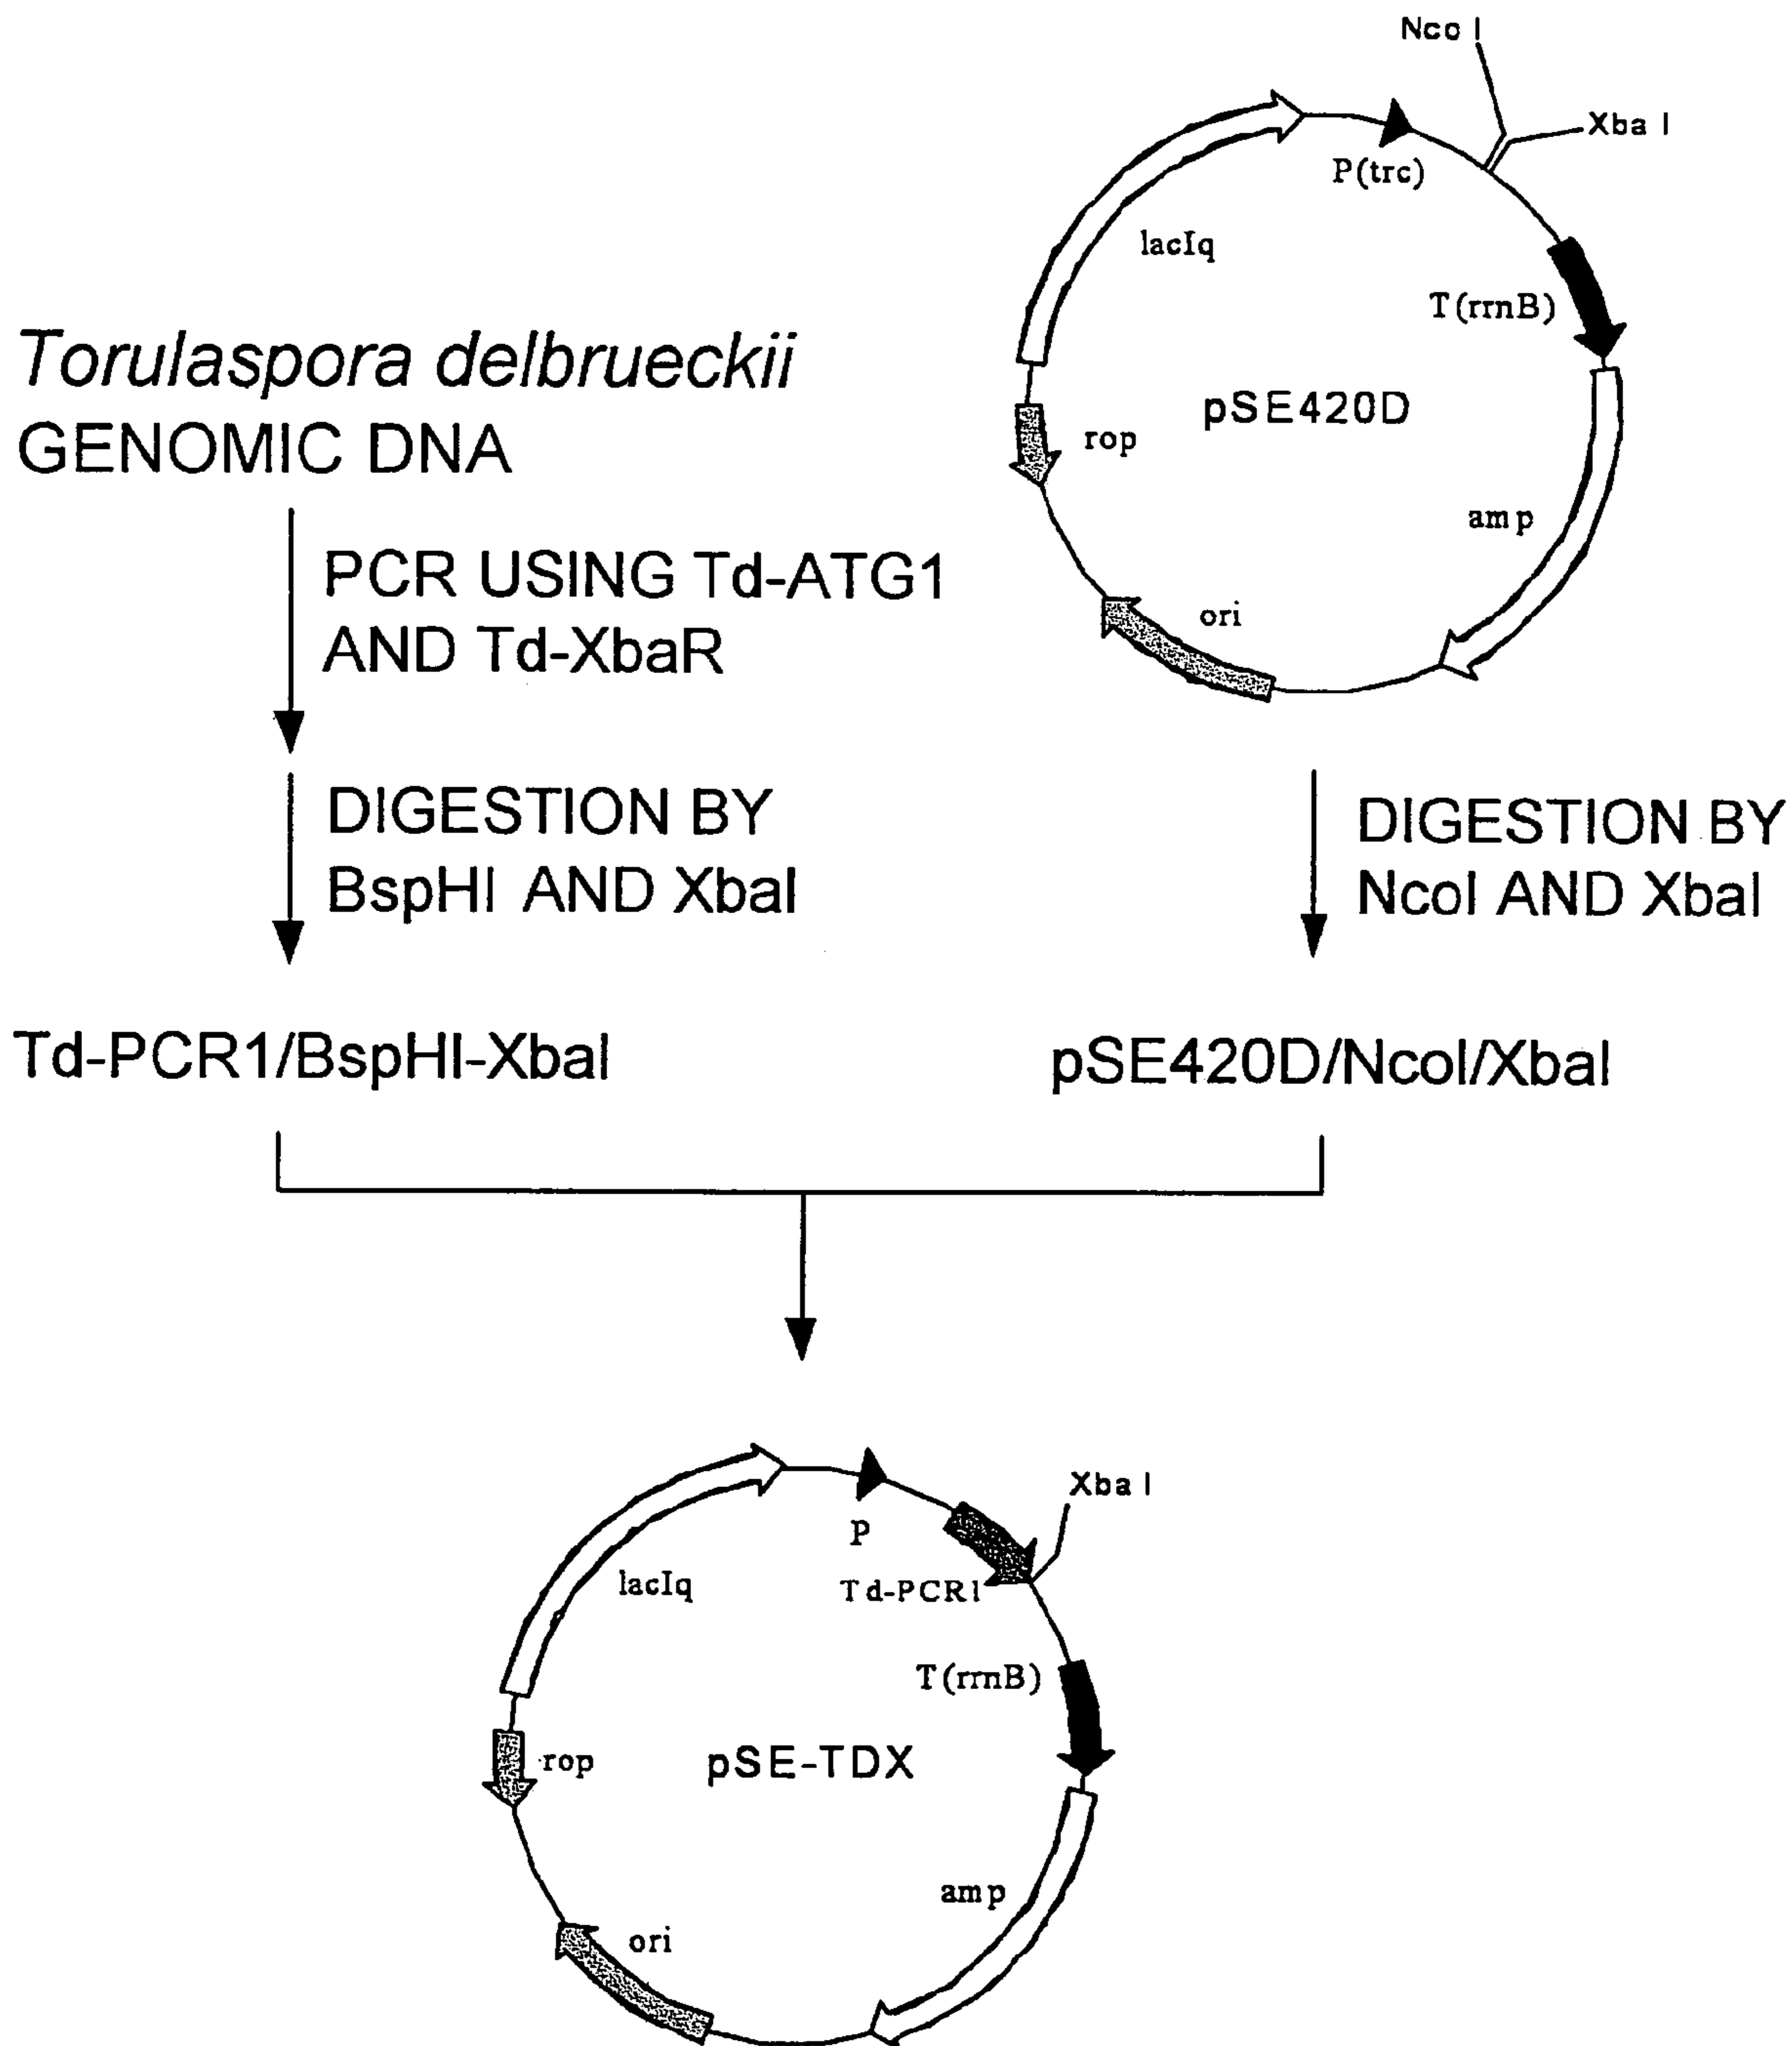 Nco I
Xba I
P(trc)
lacIq
T(rrnB)
Torulaspora delbrueckii
GENOMIC DNA
pSE420D
rop
amp
PCR USING Td-ATG1
AND Td-XbaR
ori
DIGESTION BY
BspHI AND XbaI
DIGESTION BY
NcoI AND XbaI
Td-PCR1/BspHI-XbaI
pSE420D/NcoI/XbaI
Xba I
P
lacIq
Td-PCR1
T(rrnB)
rop
pSE-TDX
amp
ori